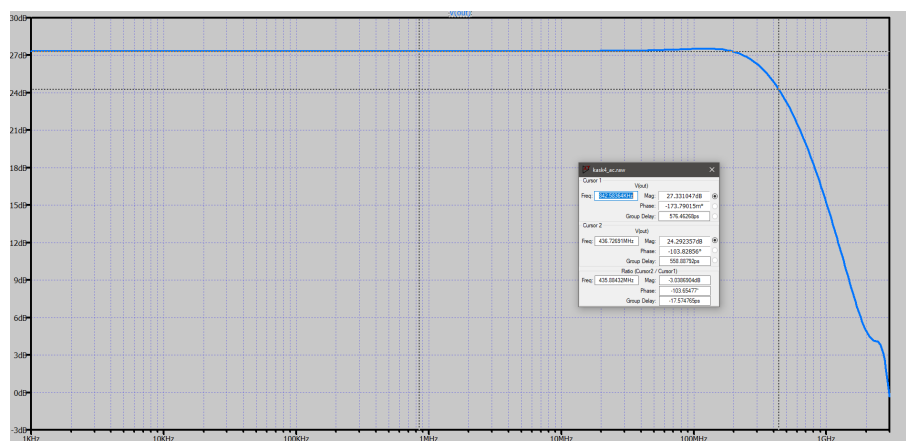 V(out)
30dB
27dB
24dB
21dB
18dB
15dB
12dB
9dB
6dB
3dB
0dB
-3dB
1KHz 10KHz 100KHz 1MHz 10MHz 100MHz 1GHz
kask4_ac.raw
Cursor 1
V(out)
Freq: Mag: 27.331047dB
Phase: -173.79015m°
Group Delay: 576.46268ps
Cursor 2
V(out)
Freq: 436.72691MHz Mag: 24.292357dB
Phase: -103.82856°
Group Delay: 558.88792ps
Ratio (Cursor2 / Cursor1)
Freq: 435.88432MHz Mag: -3.0386904dB
Phase: -103.65477°
Group Delay: -17.574765ps